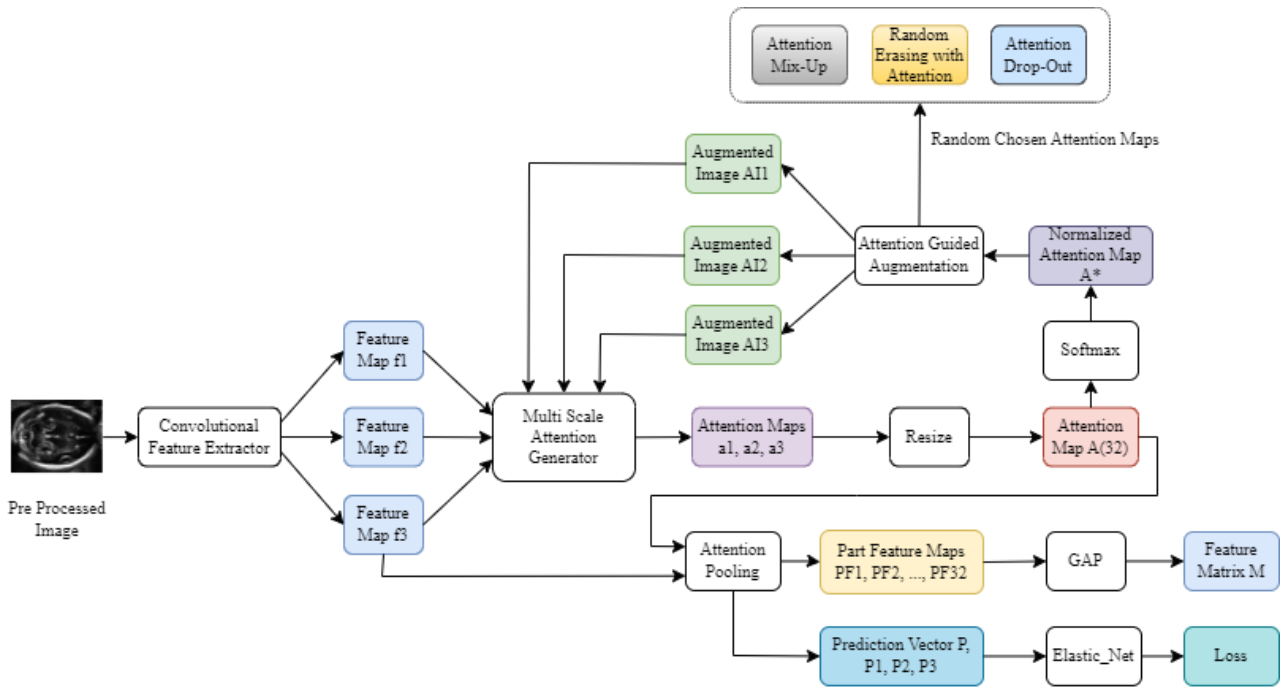 Attention
Mix-Up
Random
Erasing with
Attention
Attention
Drop-Out
Random Chosen Attention Maps
Augmented
Image AI1
Augmented
Image AI2
Attention Guided
Augmentation
Normalized
Attention Map
A*
Augmented
Image AI3
Softmax
Feature
Map f1
Convolutional
Feature Extractor
Feature
Map f2
Multi Scale
Attention
Generator
Attention Maps
a1, a2, a3
Resize
Attention
Map A(32)
Pre Processed
Image
Feature
Map f3
Attention
Pooling
Part Feature Maps
PF1, PF2, ..., PF32
GAP
Feature
Matrix M
Prediction Vector P,
P1, P2, P3
Elastic_Net
Loss